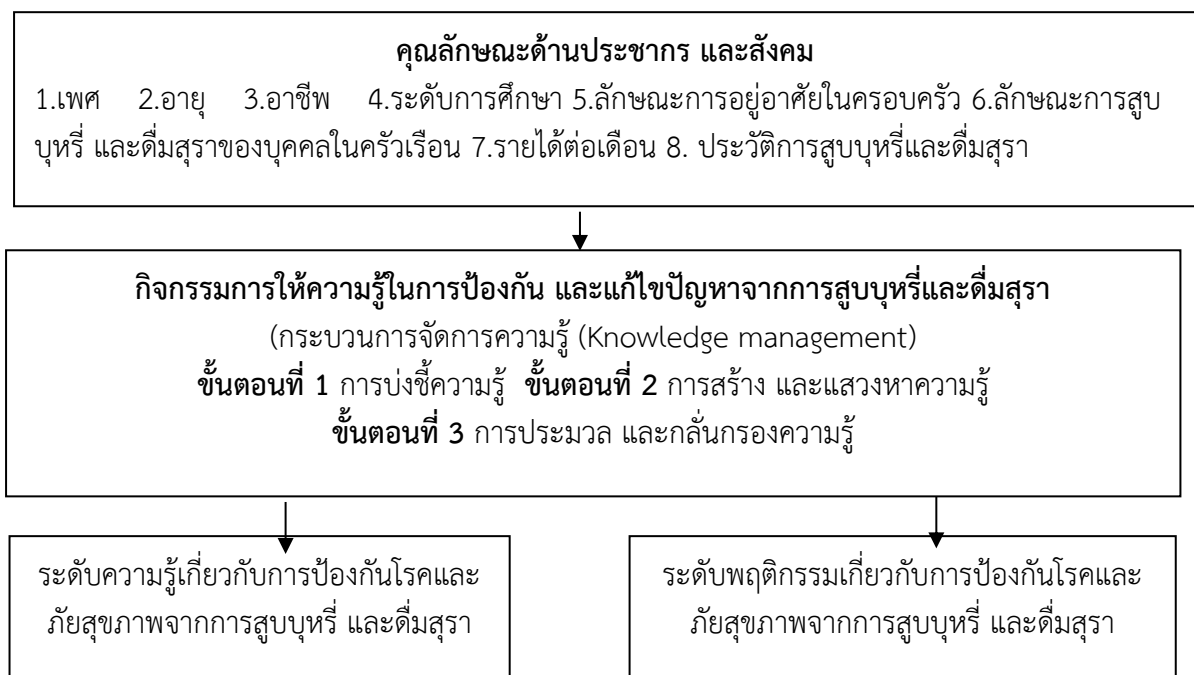 คุณลักษณะด้านประชากร และสังคม
1.เพศ 2.อายุ 3.อาชีพ 4.ระดับการศึกษา 5.ลักษณะการอยู่อาศัยในครอบครัว 6.ลักษณะการสูบ
บุหรี่ และดื่มสุราของบุคคลในครัวเรือน 7.รายได้ต่อเดือน 8. ประวัติการสูบบุหรี่และดื่มสุรา
กิจกรรมการให้ความรู้ในการป้องกัน และแก้ไขปัญหาจากการสูบบุหรี่และดื่มสุรา
(กระบวนการจัดการความรู้ (Knowledge management)
ขั้นตอนที่ 1 การบ่งชี้ความรู้ ขั้นตอนที่ 2 การสร้าง และแสวงหาความรู้
ขั้นตอนที่ 3 การประมวล และกลั่นกรองความรู้
ระดับความรู้เกี่ยวกับการป้องกันโรคและ
ภัยสุขภาพจากการสูบบุหรี่ และดื่มสุรา
ระดับพฤติกรรมเกี่ยวกับการป้องกันโรคและ
ภัยสุขภาพจากการสูบบุหรี่ และดื่มสุรา